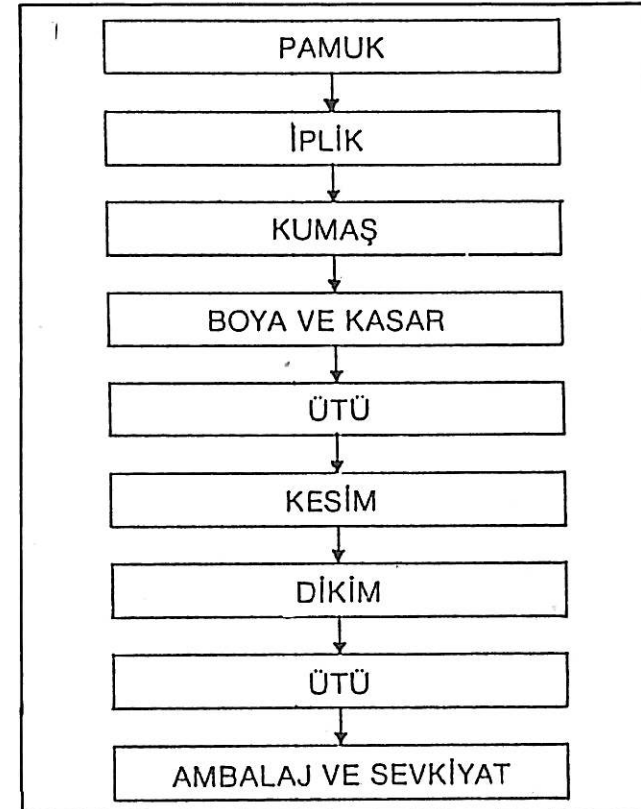 PAMUK
İPLİK
KUMAŞ
BOYA VE KASAR
ÜTÜ
KESİM
DİKİM
ÜTÜ
AMBALAJ VE SEVKİYAT